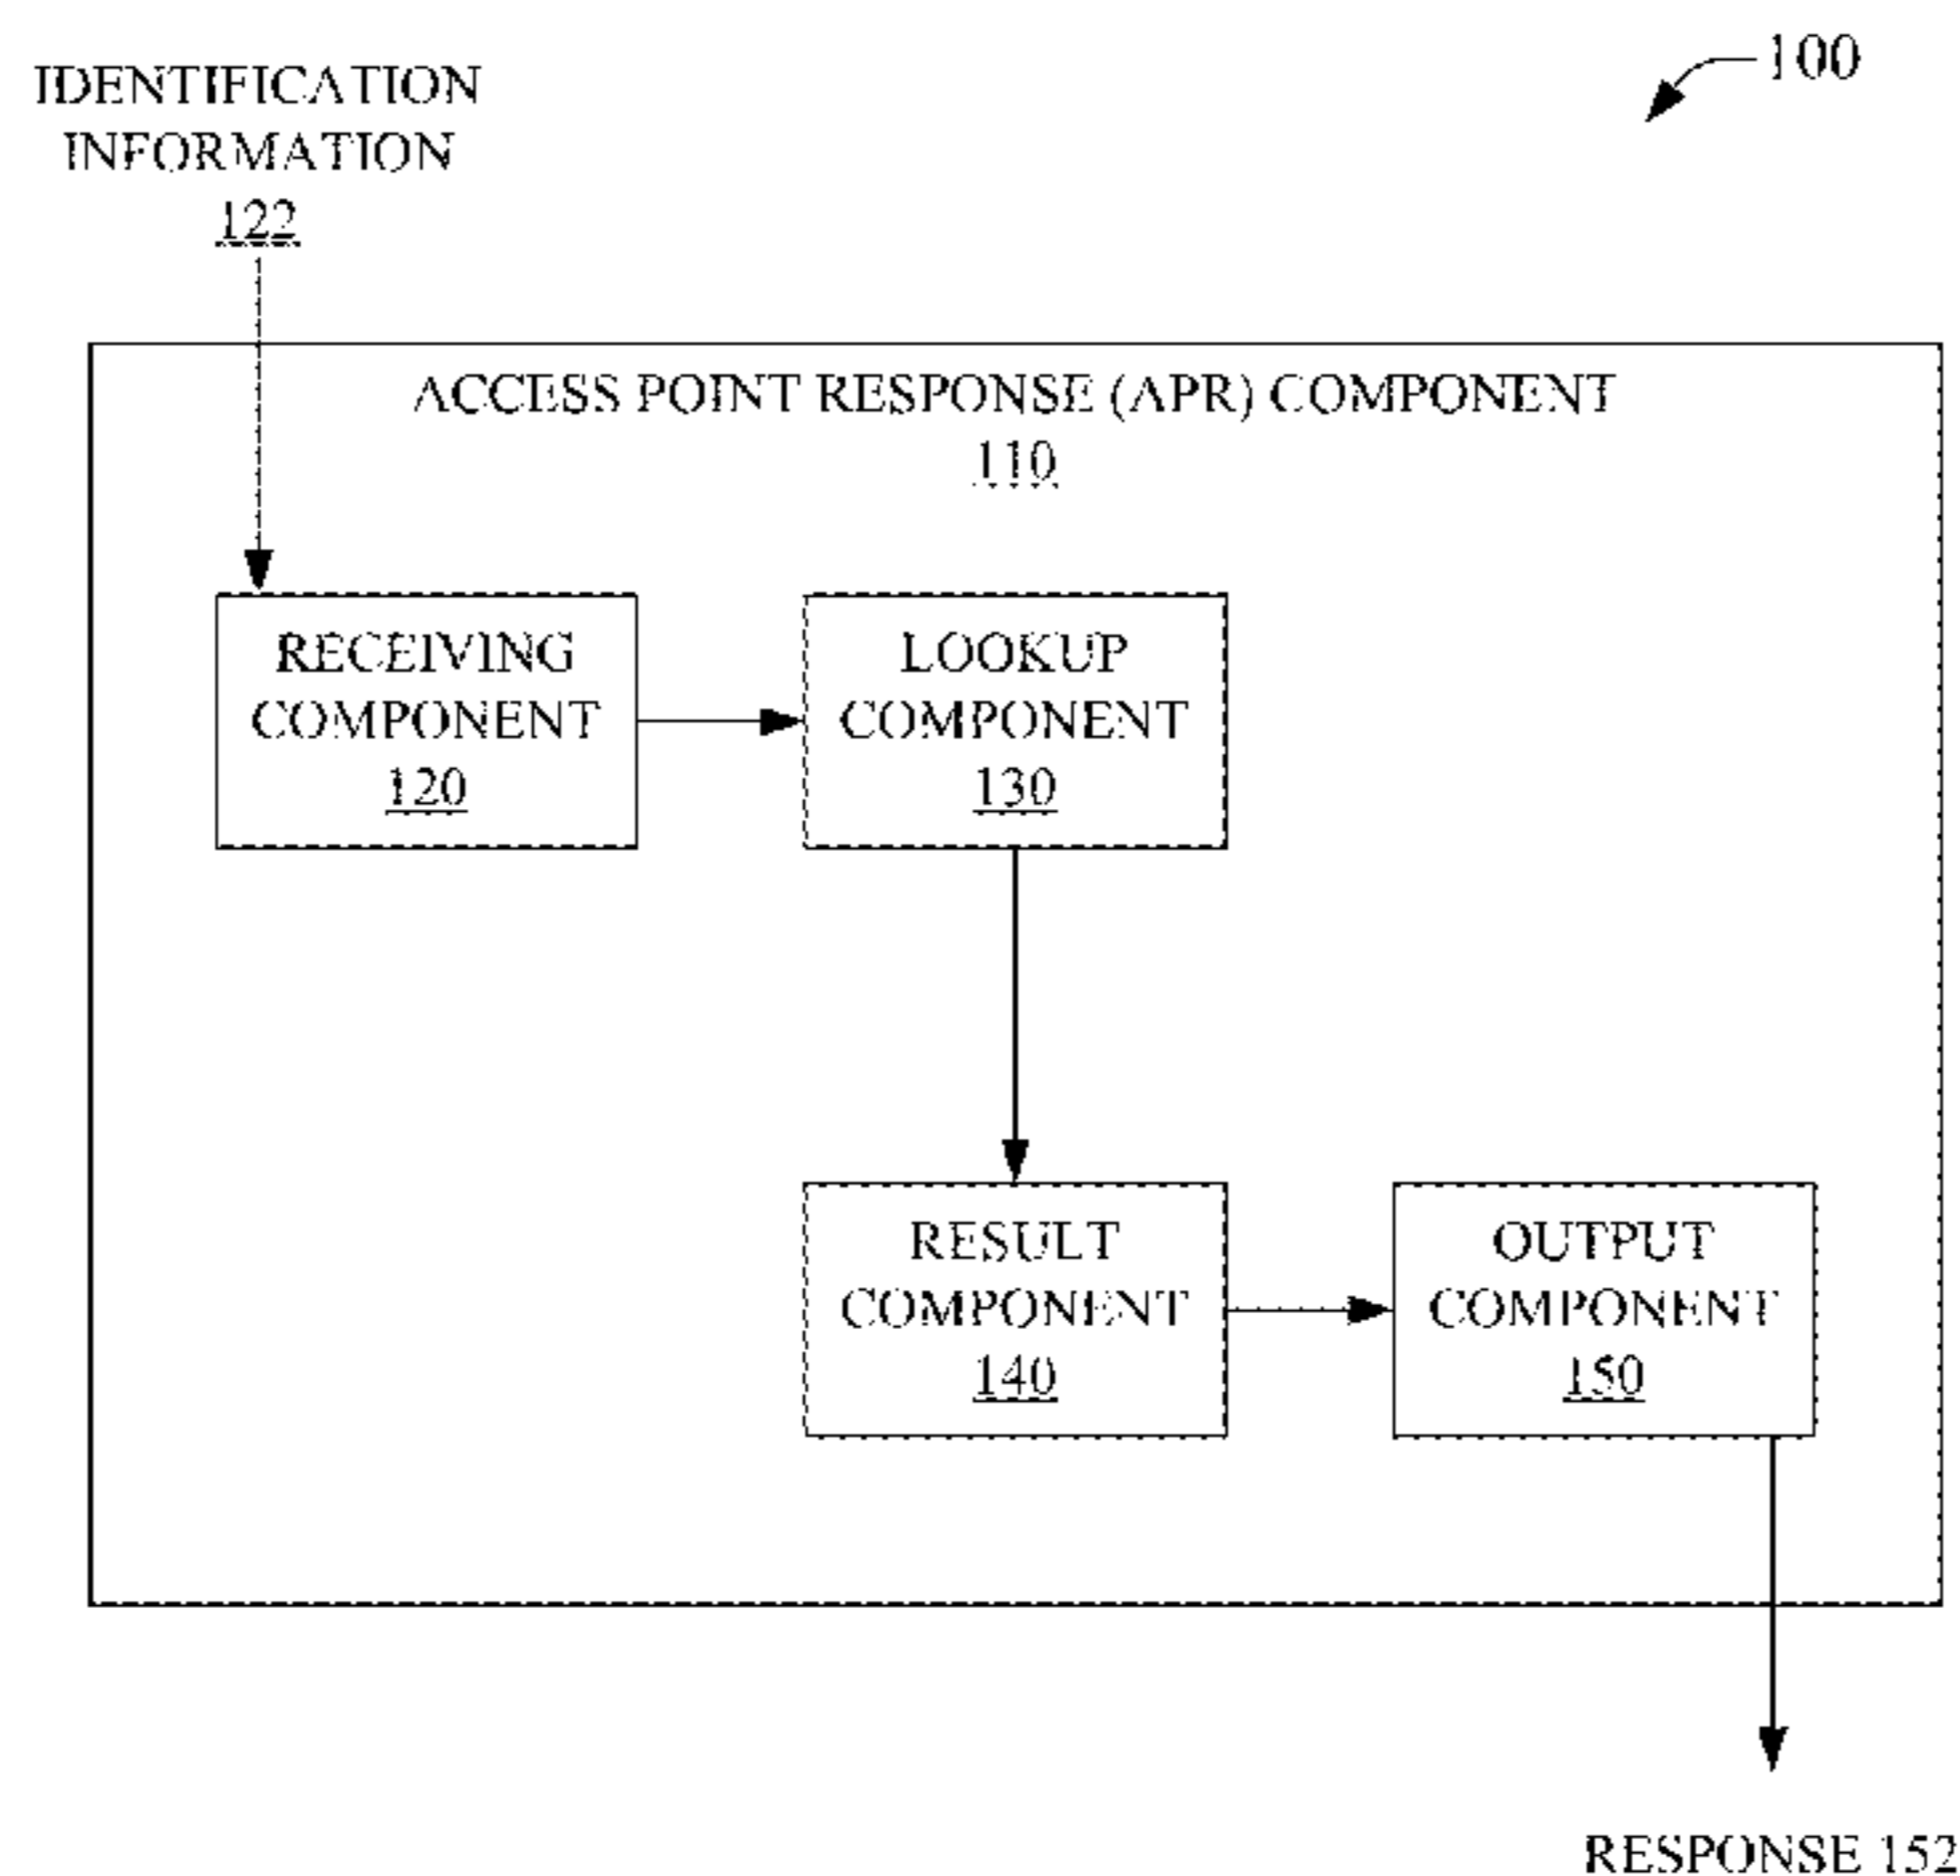 100
IDENTIFICATION
INFORMATION
122
ACCESS POINT RESPONSE (APR) COMPONENT
110
RECEIVING
COMPONENT
120
LOOKUP
COMPONENT
130
RESULT
COMPONENT
140
OUTPUT
COMPONENT
150
RESPONSE 152